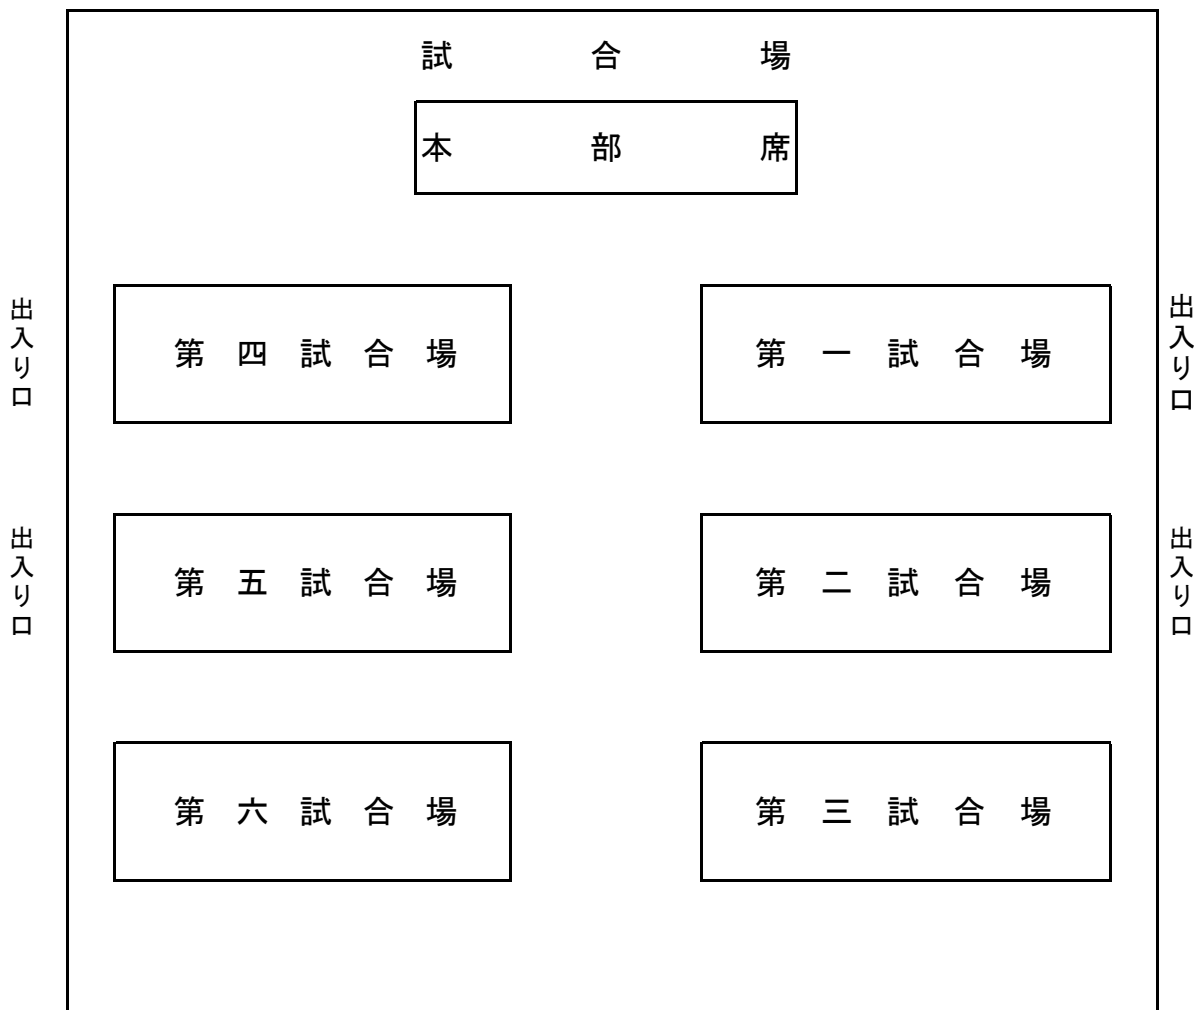 試合場
本部席
出入り口
第四試合場
第一試合場
出入り口
出入り口
第五試合場
第二試合場
出入り口
第六試合場
第三試合場